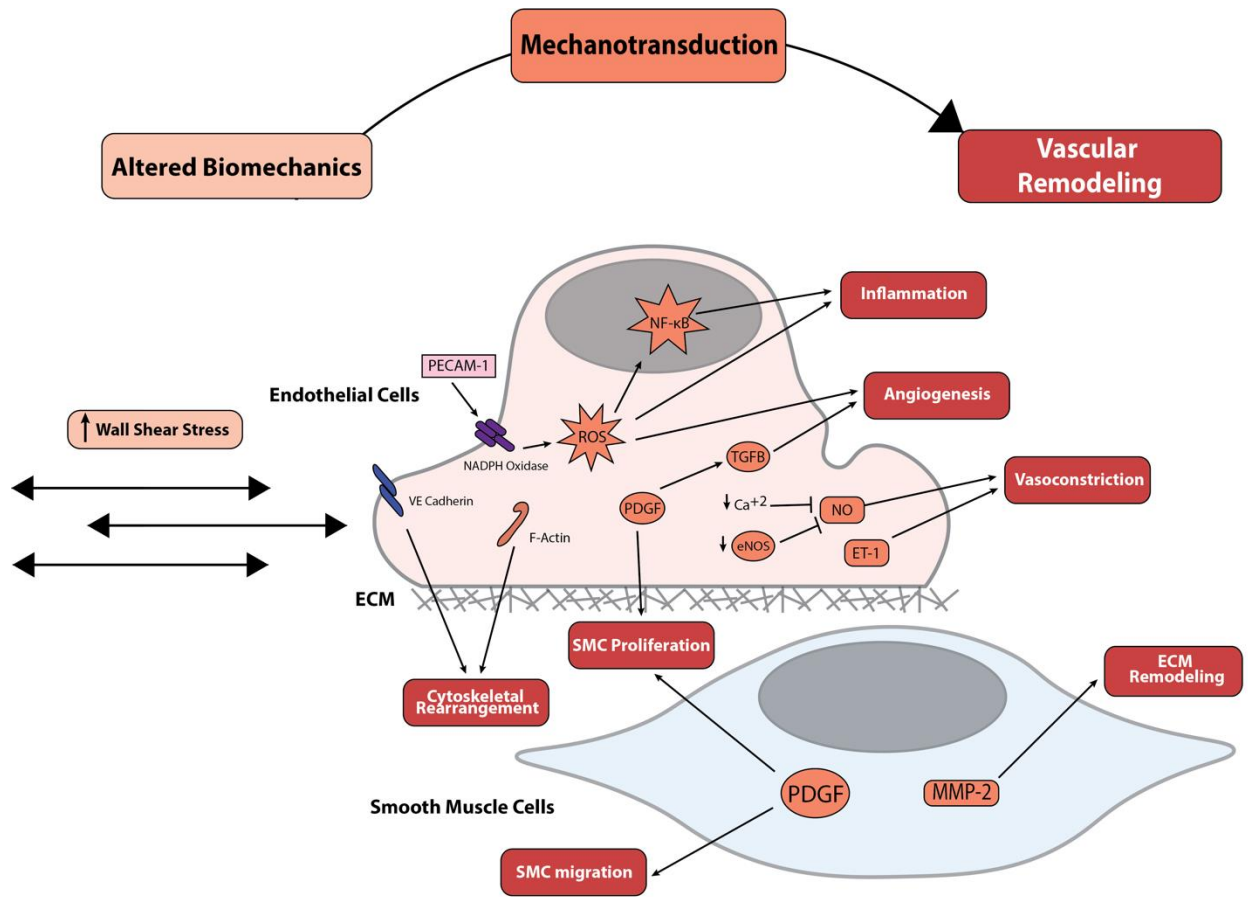 Mechanotransduction
Altered Biomechanics
Vascular
Remodeling
Inflammation
NF-κB
PECAM-1
Endothelial Cells
Angiogenesis
↑ Wall Shear Stress
ROS
NADPH Oxidase
TGFB
Vasoconstriction
VE Cadherin
PDGF
↓ Ca+2
NO
F-Actin
↓ eNOS
ET-1
ECM
SMC Proliferation
ECM
Remodeling
Cytoskeletal
Rearrangement
PDGF
MMP-2
Smooth Muscle Cells
SMC migration